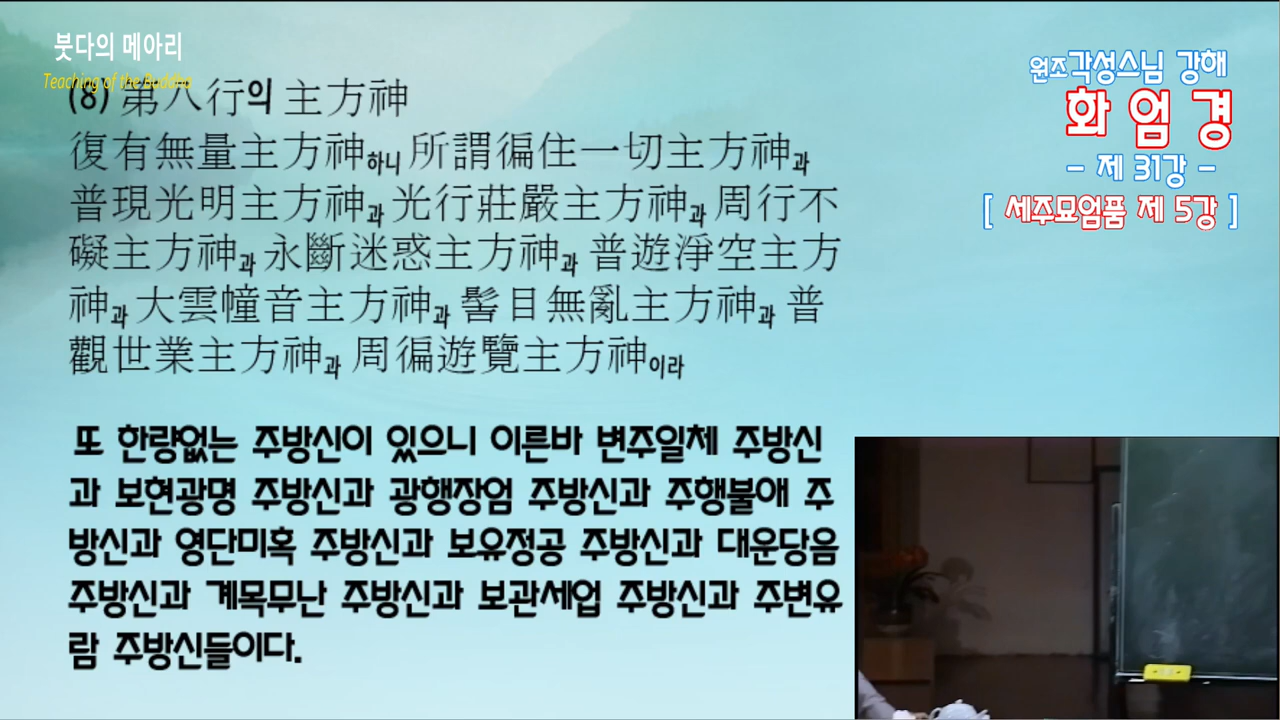 붓다의 메아리
Teaching of the Buddha
원조각성스님 강해
화 엄 경
- 제 31강 -
[ 세주묘엄품 제 5강 ]
(8) 第八行의 主方神
復有無量主方神하니 所謂徧住一切主方神과
普現光明主方神과 光行莊嚴主方神과 周行不
礙主方神과 永斷迷惑主方神과 普遊淨空主方
神과 大雲幢音主方神과 髻目無亂主方神과 普
觀世業主方神과 周徧遊覽主方神이라
또 한량없는 주방신이 있으니 이른바 변주일체 주방신
과 보현광명 주방신과 광행장엄 주방신과 주행불애 주
방신과 영단미혹 주방신과 보유정공 주방신과 대운당음
주방신과 계목무난 주방신과 보관세업 주방신과 주변유
람 주방신들이다.